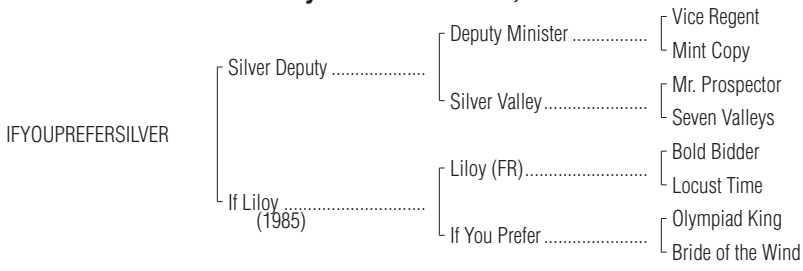 Vice Regent
Deputy Minister ................
Mint Copy
Silver Deputy ....................
Mr. Prospector
Silver Valley......................
Seven Valleys
IFYOUPREFERSILVER
Bold Bidder
Liloy (FR)..........................
Locust Time
If Liloy ..............................
(1985)
Olympiad King
If You Prefer ......................
Bride of the Wind